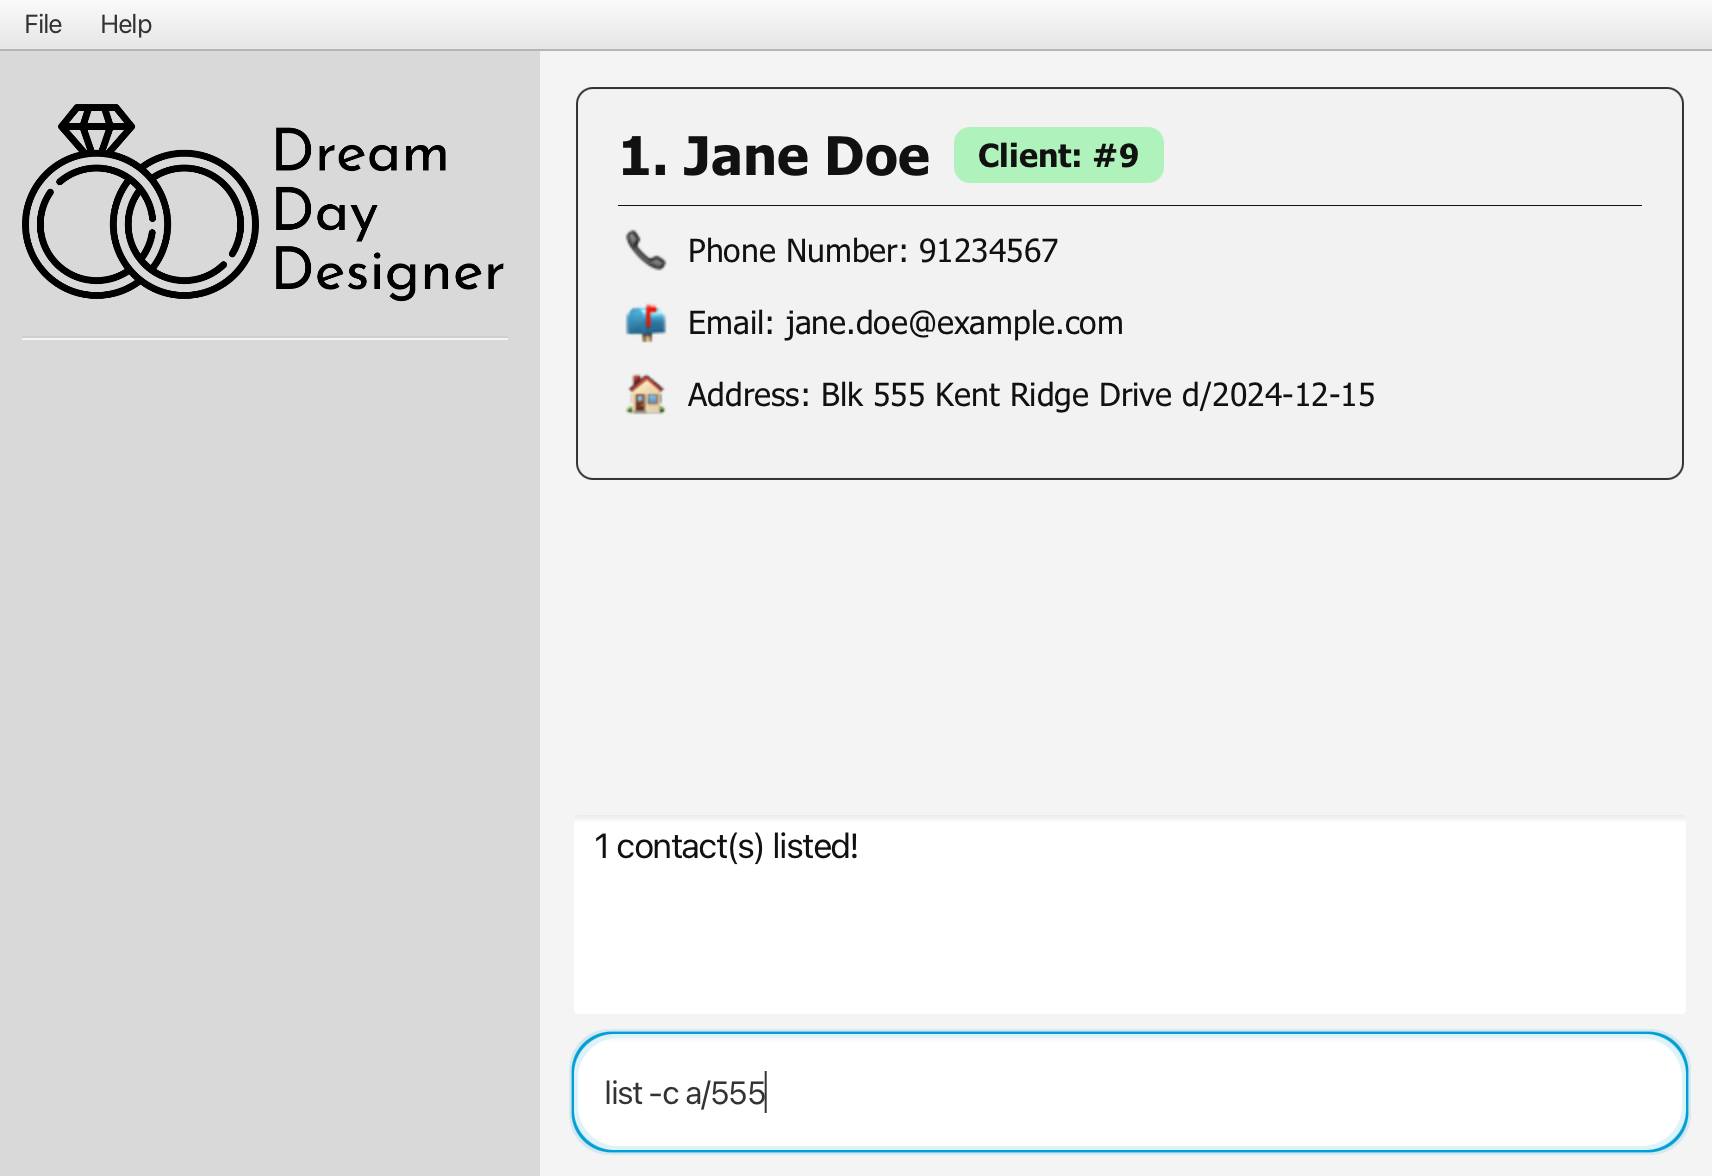 File Help
Dream
Day
Designer
1. Jane Doe Client: #9
Phone Number: 91234567
Email: jane.doe@example.com
Address: Blk 555 Kent Ridge Drive d/2024-12-15
1 contact(s) listed!
list -c a/555